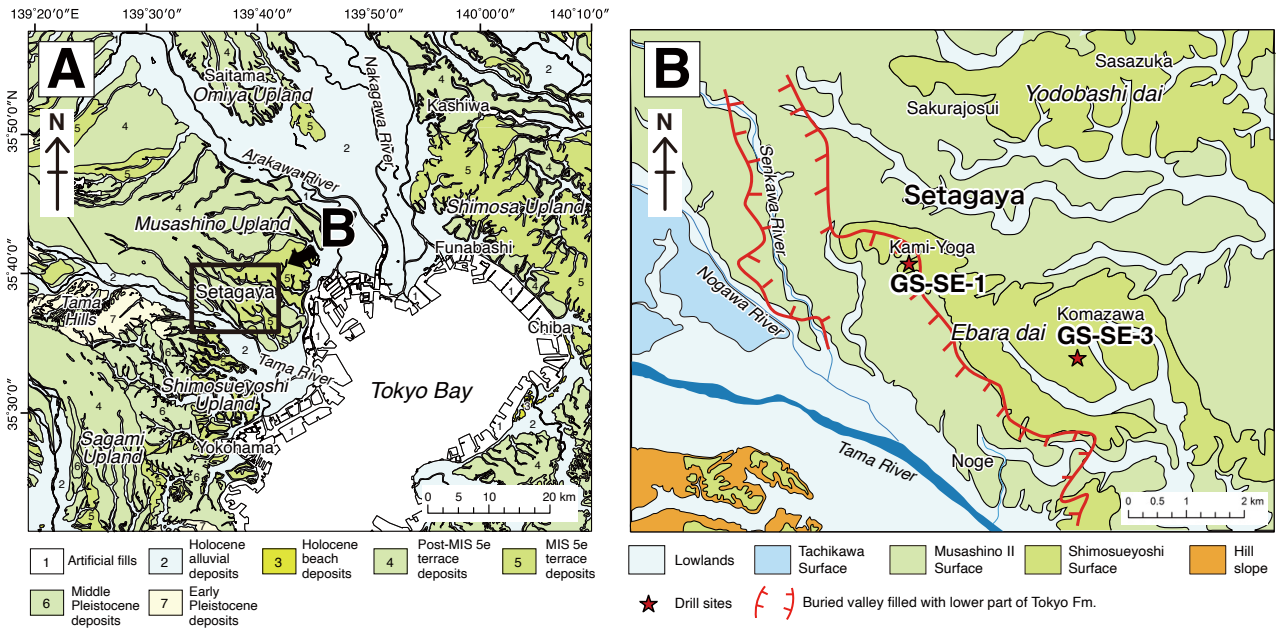 139°20′0″E
139°30′0″
139°40′0″
139°50′0″
140°00′0″
140°10′0″
35°50′0″N
35°40′0″
35°30′0″
A
N
Saitama
Omiya Upland
Nakagawa River
Kashiwa
Arakawa River
Musashino Upland
B
Shimosa Upland
Funabashi
Setagaya
Tama
Hills
Chiba
Tama River
Shimosueyoshi
Upland
Tokyo Bay
Sagami
Upland
Yokohama
0 5 10 20 km
1 Artificial fills
2 Holocene
alluvial
deposits
3 Holocene
beach
deposits
4 Post-MIS 5e
terrace
deposits
5 MIS 5e
terrace
deposits
6 Middle
Pleistocene
deposits
7 Early
Pleistocene
deposits
B
N
Sasazuka
Yodobashi dai
Sakurajosui
Senkawa River
Setagaya
Kami-Yoga
GS-SE-1
Nogawa River
Komazawa
Ebara dai
GS-SE-3
Noge
Tama River
0 0.5 1 2 km
Lowlands
Tachikawa
Surface
Musashino II
Surface
Shimosueyoshi
Surface
Hill
slope
Drill sites
Buried valley filled with lower part of Tokyo Fm.